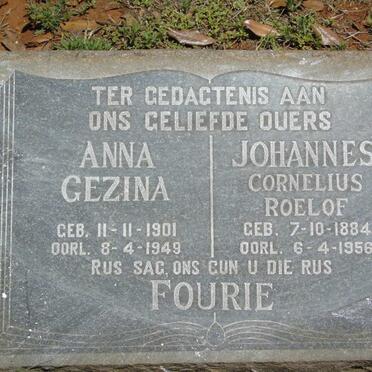 TER GEDAGTENIS AAN
ONS GELIEFDE OUERS
ANNA
GEZINA
GEB. 11-11-1901
OORL. 8-4-1949
JOHANNES
CORNELIUS
ROELOF
GEB. 7-10-1884
OORL. 6-4-1956
RUS SAG, ONS GUN U DIE RUS
FOURIE